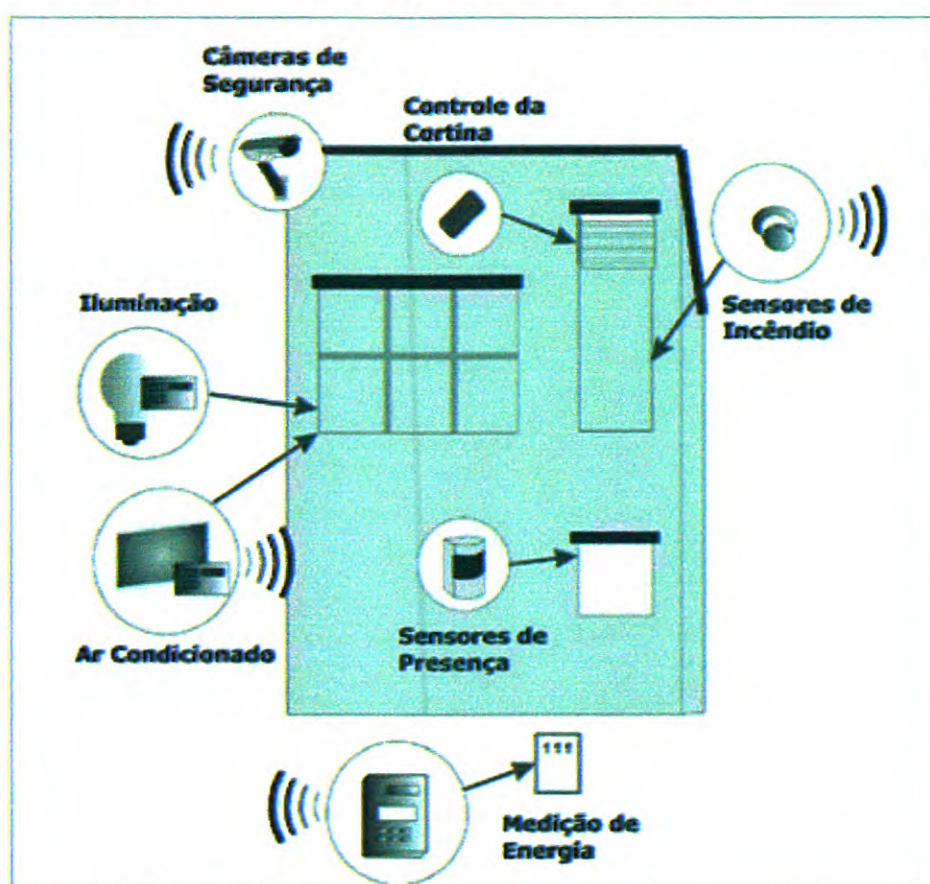 Câmeras de
Segurança
Controle da
Cortina
Iluminação
Sensores de
Incêndio
Ar Condicionado
Sensores de
Presença
Medição de
Energia